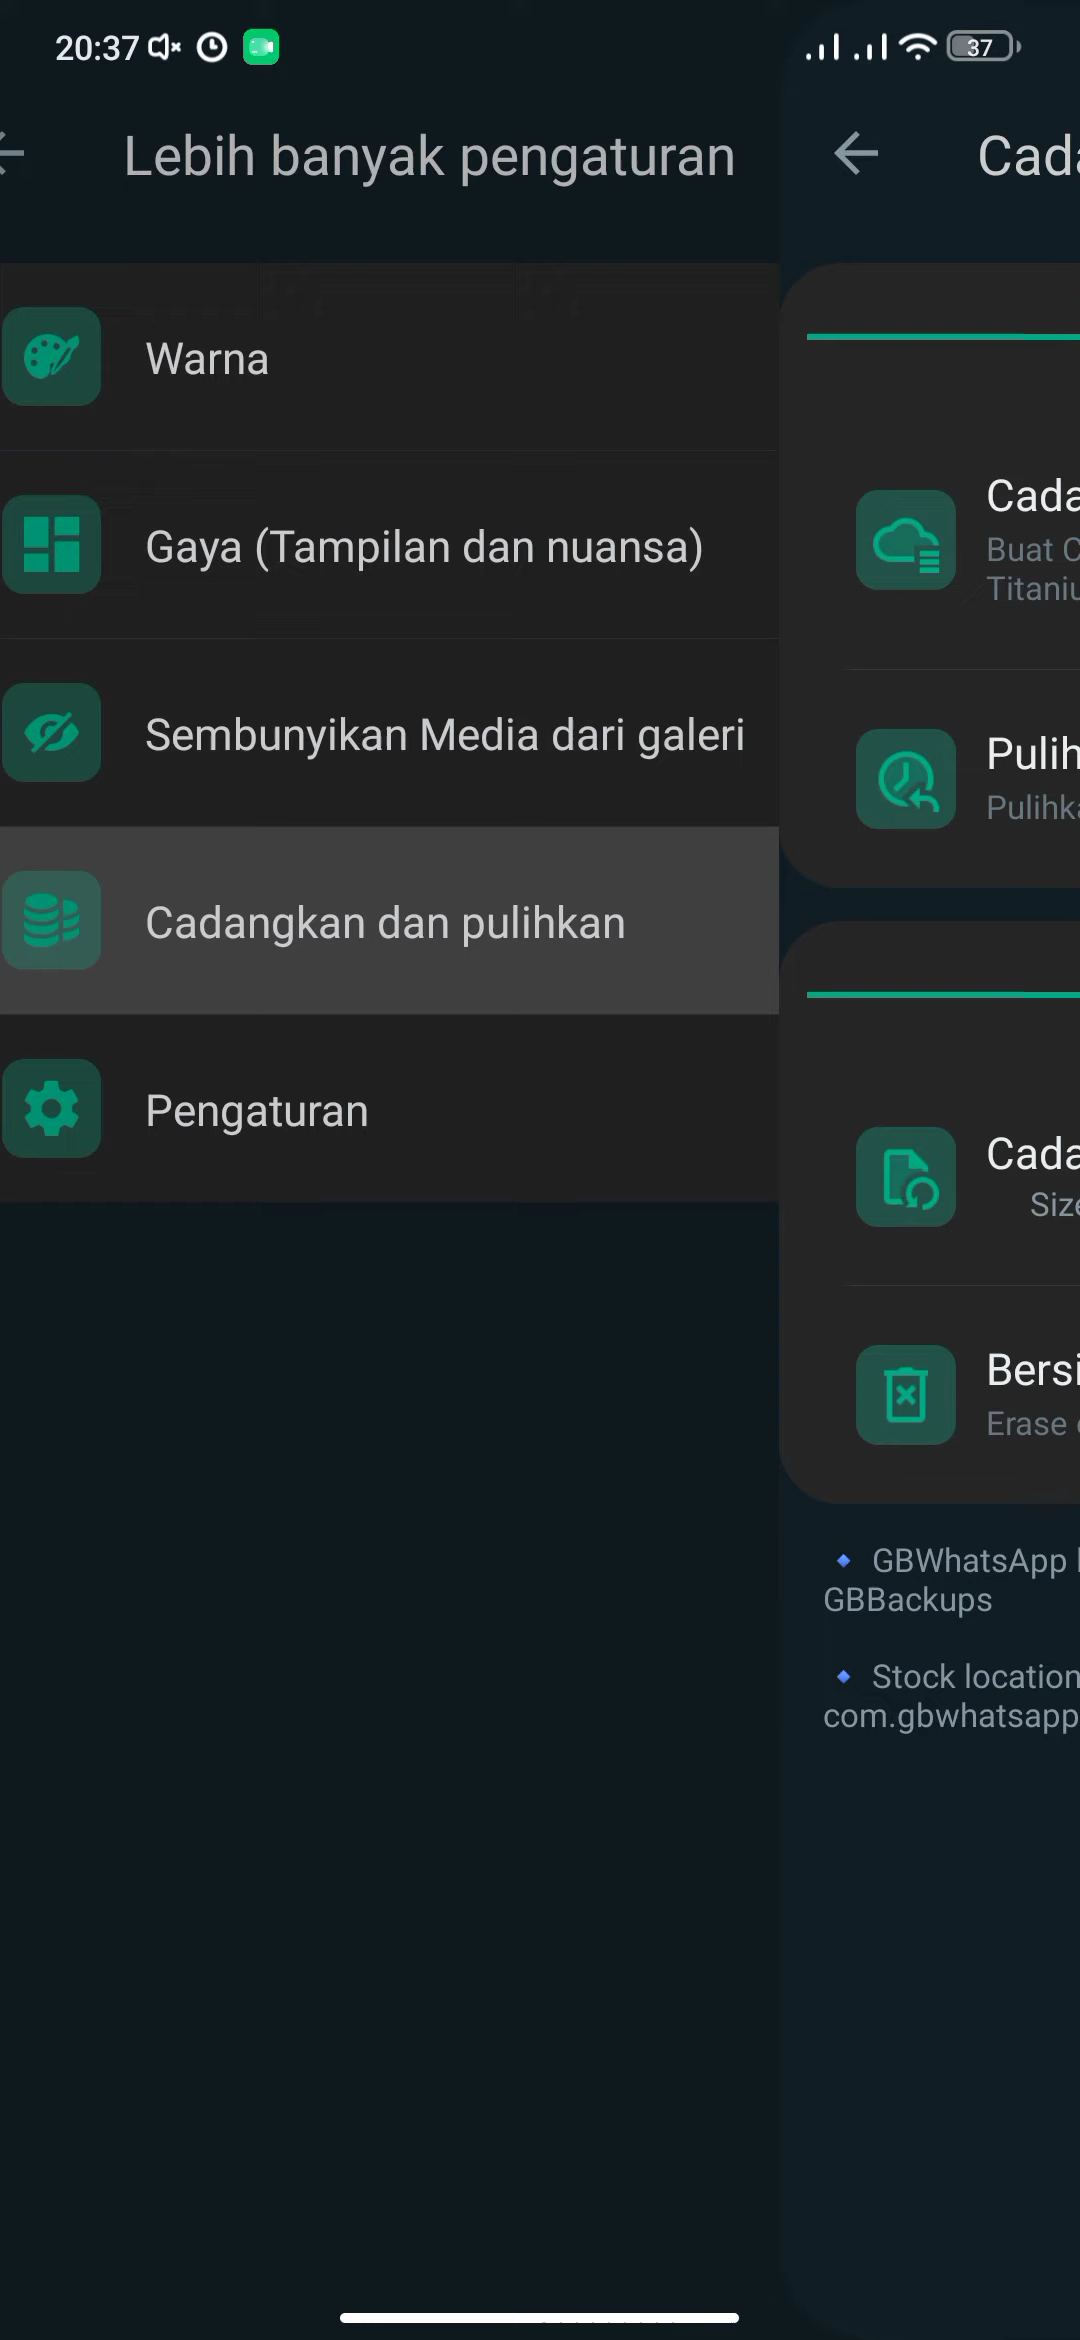 20:37
37
Lebih banyak pengaturan
Warna
Gaya (Tampilan dan nuansa)
Sembunyikan Media dari galeri
Cadangkan dan pulihkan
Pengaturan
Cada
Cada
Buat C
Titaniu
Pulih
Pulihka
Cada
Size
Bersi
Erase
GBWhatsApp
GBBackups
Stock location
com.gbwhatsapp